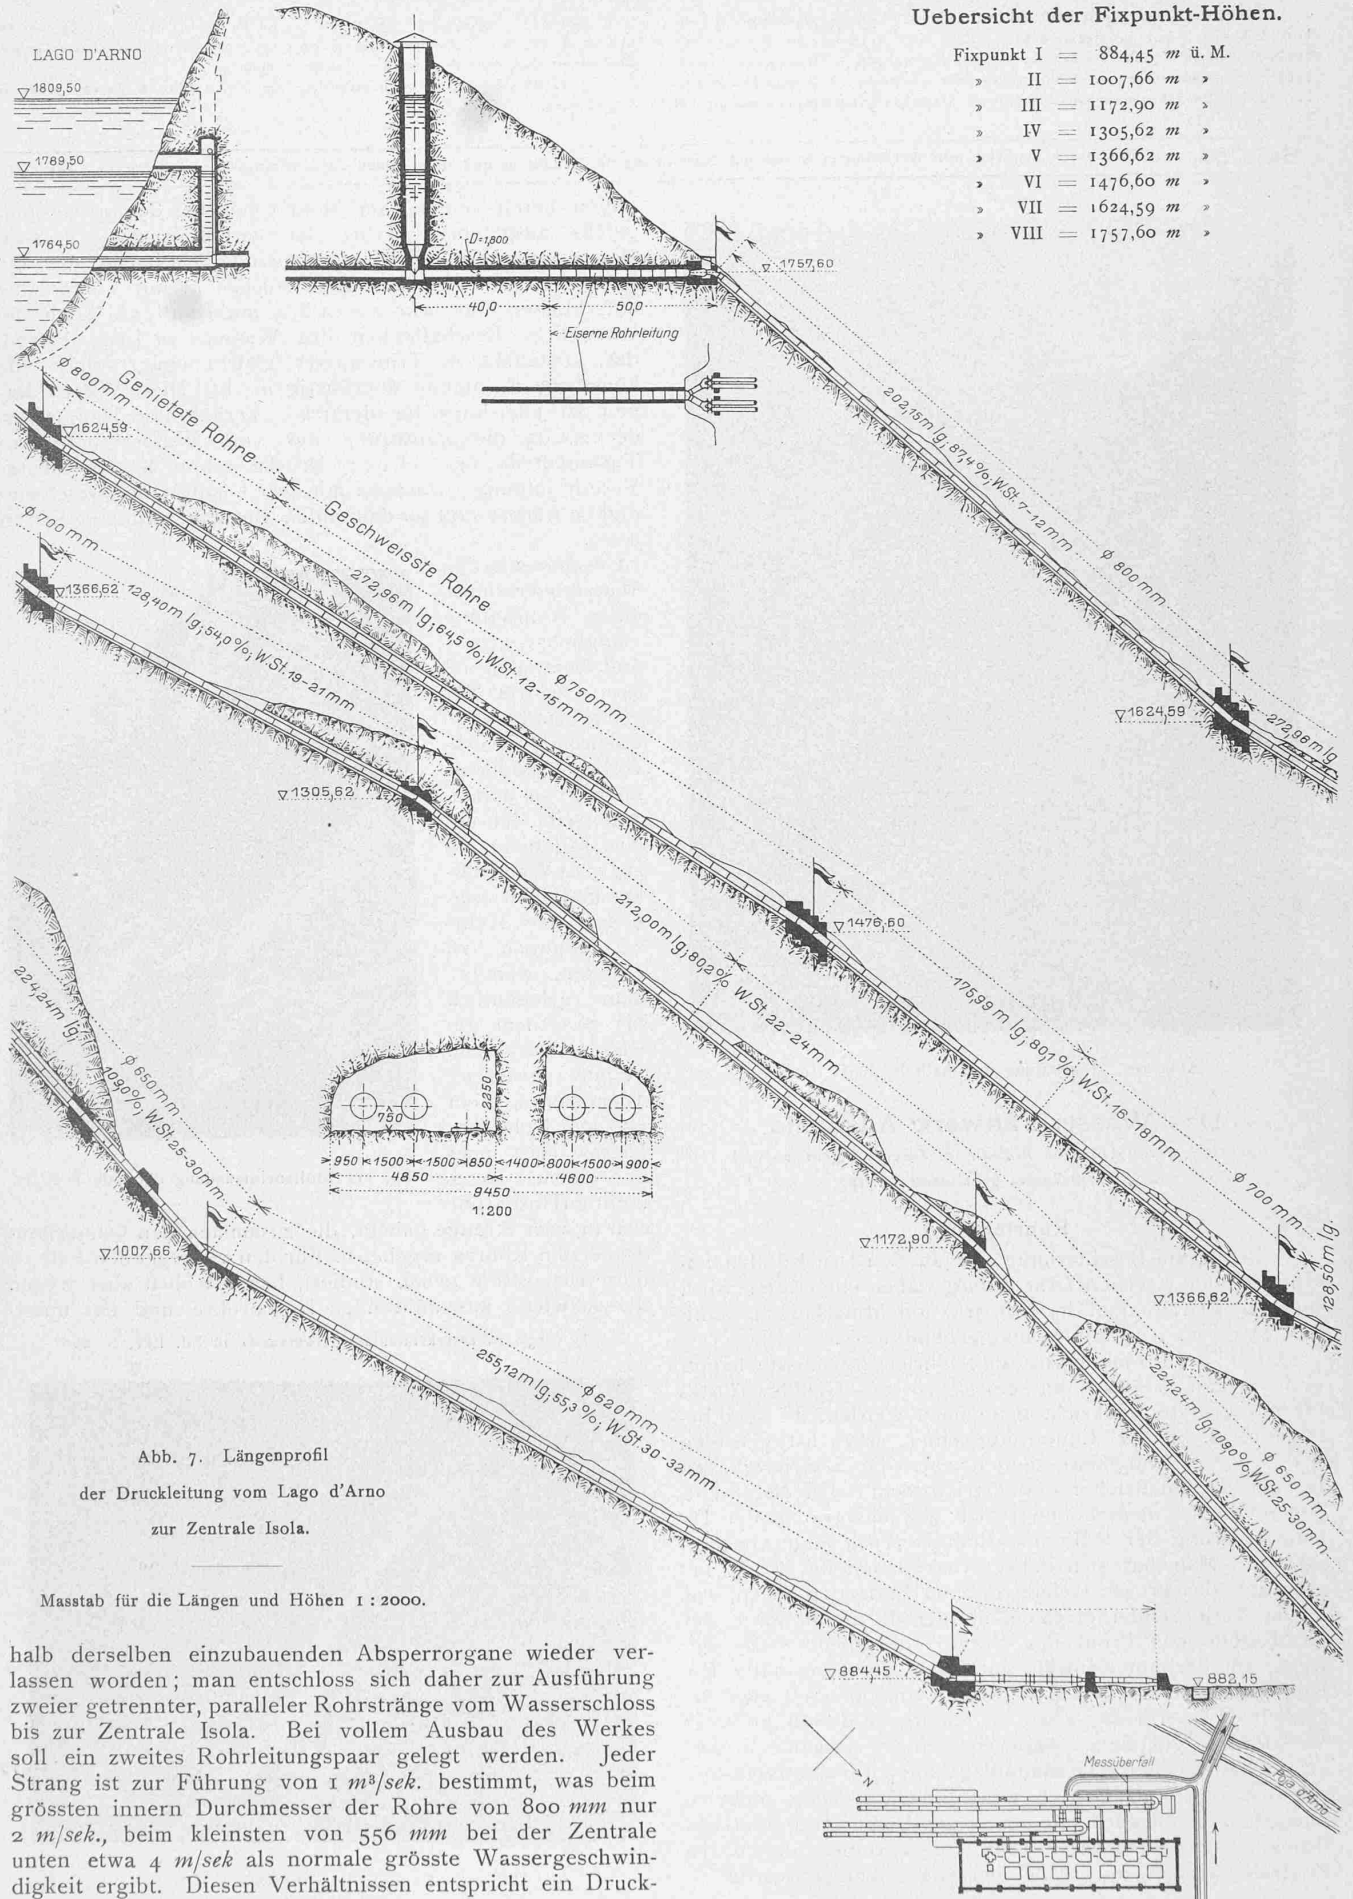 Uebersicht der Fixpunkt-Höhen.
Fixpunkt I = 884,45 m ü. M.
» II = 1007,66 m »
» III = 1172,90 m »
» IV = 1305,62 m »
» V = 1366,62 m »
» VI = 1476,60 m »
» VII = 1624,59 m »
» VIII = 1757,60 m »
LAGO D'ARNO
▽1809,50
▽1789,50
▽1764,50
D=1,800
▽1757,60
40,0 50,0
Eiserne Rohrleitung
202,15 m lg; 87,4%; W.St. 7-12mm
ϕ 800 mm
▽1624,59
272,96 m lg
ϕ 800 mm
Genietete Rohre
▽1624,59
Geschweisste Rohre
272,96 m lg; 64,5%; W.St. 12-15 mm
ϕ 750 mm
▽1476,60
175,99 m lg; 80,1%; W.St. 16-18 mm
ϕ 700 mm
▽1366,62
128,50 m lg.
ϕ 700 mm
▽1366,62
128,40 m lg; 54,0%; W.St. 19-21 mm
▽1305,62
212,00 m lg; 80,2% W.St. 22-24 mm
▽1172,90
224,24 m lg; 109,0%; W.St. 25-30 mm
ϕ 650 mm
224,24 m lg;
109,0%; W.St. 25-30 mm
ϕ 650 mm
▽1007,66
750
2250
950 1500 1500 850 1400 800 1500 900
4850 4600
9450
1:200
255,12 m lg; 55,3%; W.St. 30-32 mm
ϕ 620 mm
▽884,45
▽882,15
Abb. 7. Längenprofil
der Druckleitung vom Lago d'Arno
zur Zentrale Isola.
Masstab für die Längen und Höhen 1 : 2000.
halb derselben einzubauenden Absperrorgane wieder ver-
lassen worden; man entschloss sich daher zur Ausführung
zweier getrennter, paralleler Rohrstränge vom Wasserschloss
bis zur Zentrale Isola. Bei vollem Ausbau des Werkes
soll ein zweites Rohrleitungspaar gelegt werden. Jeder
Strang ist zur Führung von 1 m³/sek. bestimmt, was beim
grössten innern Durchmesser der Rohre von 800 mm nur
2 m/sek., beim kleinsten von 556 mm bei der Zentrale
unten etwa 4 m/sek als normale grösste Wassergeschwin-
digkeit ergibt. Diesen Verhältnissen entspricht ein Druck-
N
Messüberfall
d'Arno